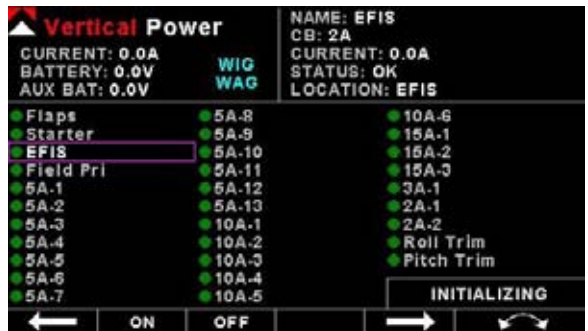 Vertical Power
CURRENT: 0.0A
BATTERY: 0.0V
AUX BAT: 0.0V
WIG
WAG
NAME: EFIS
CB: 2A
CURRENT: 0.0A
STATUS: OK
LOCATION: EFIS
Flaps
Starter
EFIS
Field Pri
5A-1
5A-2
5A-3
5A-4
5A-5
5A-6
5A-7
5A-8
5A-9
5A-10
5A-11
5A-12
5A-13
10A-1
10A-2
10A-3
10A-4
10A-5
10A-6
15A-1
15A-2
15A-3
3A-1
2A-1
2A-2
Roll Trim
Pitch Trim
INITIALIZING
ON
OFF